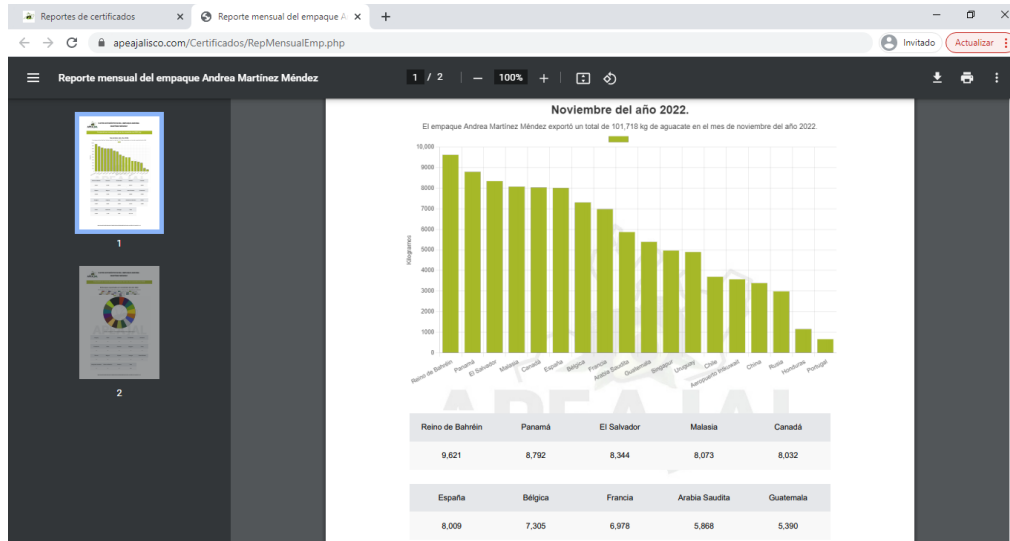 Reportes de certificados
Reporte mensual del empaque A
apeajalisco.com/Certificados/RepMensualEmp.php
Invitado
Actualizar
Reporte mensual del empaque Andrea Martínez Méndez
1 / 2
100%
1
2
Noviembre del año 2022.
El empaque Andrea Martínez Méndez exportó un total de 101,718 kg de aguacate en el mes de noviembre del año 2022.
10,000
9000
8000
7000
6000
5000
4000
3000
2000
1000
0
Kilogramos
Reino de Bahréin
Panamá
El Salvador
Malasia
Canadá
España
Bélgica
Francia
Arabia Saudita
Guatemala
Singapur
Uruguay
Chile
China
Rusia
Honduras
Portugal
APEAJAL
Reino de Bahréin Panamá El Salvador Malasia Canadá
9,621 8,792 8,344 8,073 8,032
España Bélgica Francia Arabia Saudita Guatemala
8,009 7,305 6,978 5,868 5,390